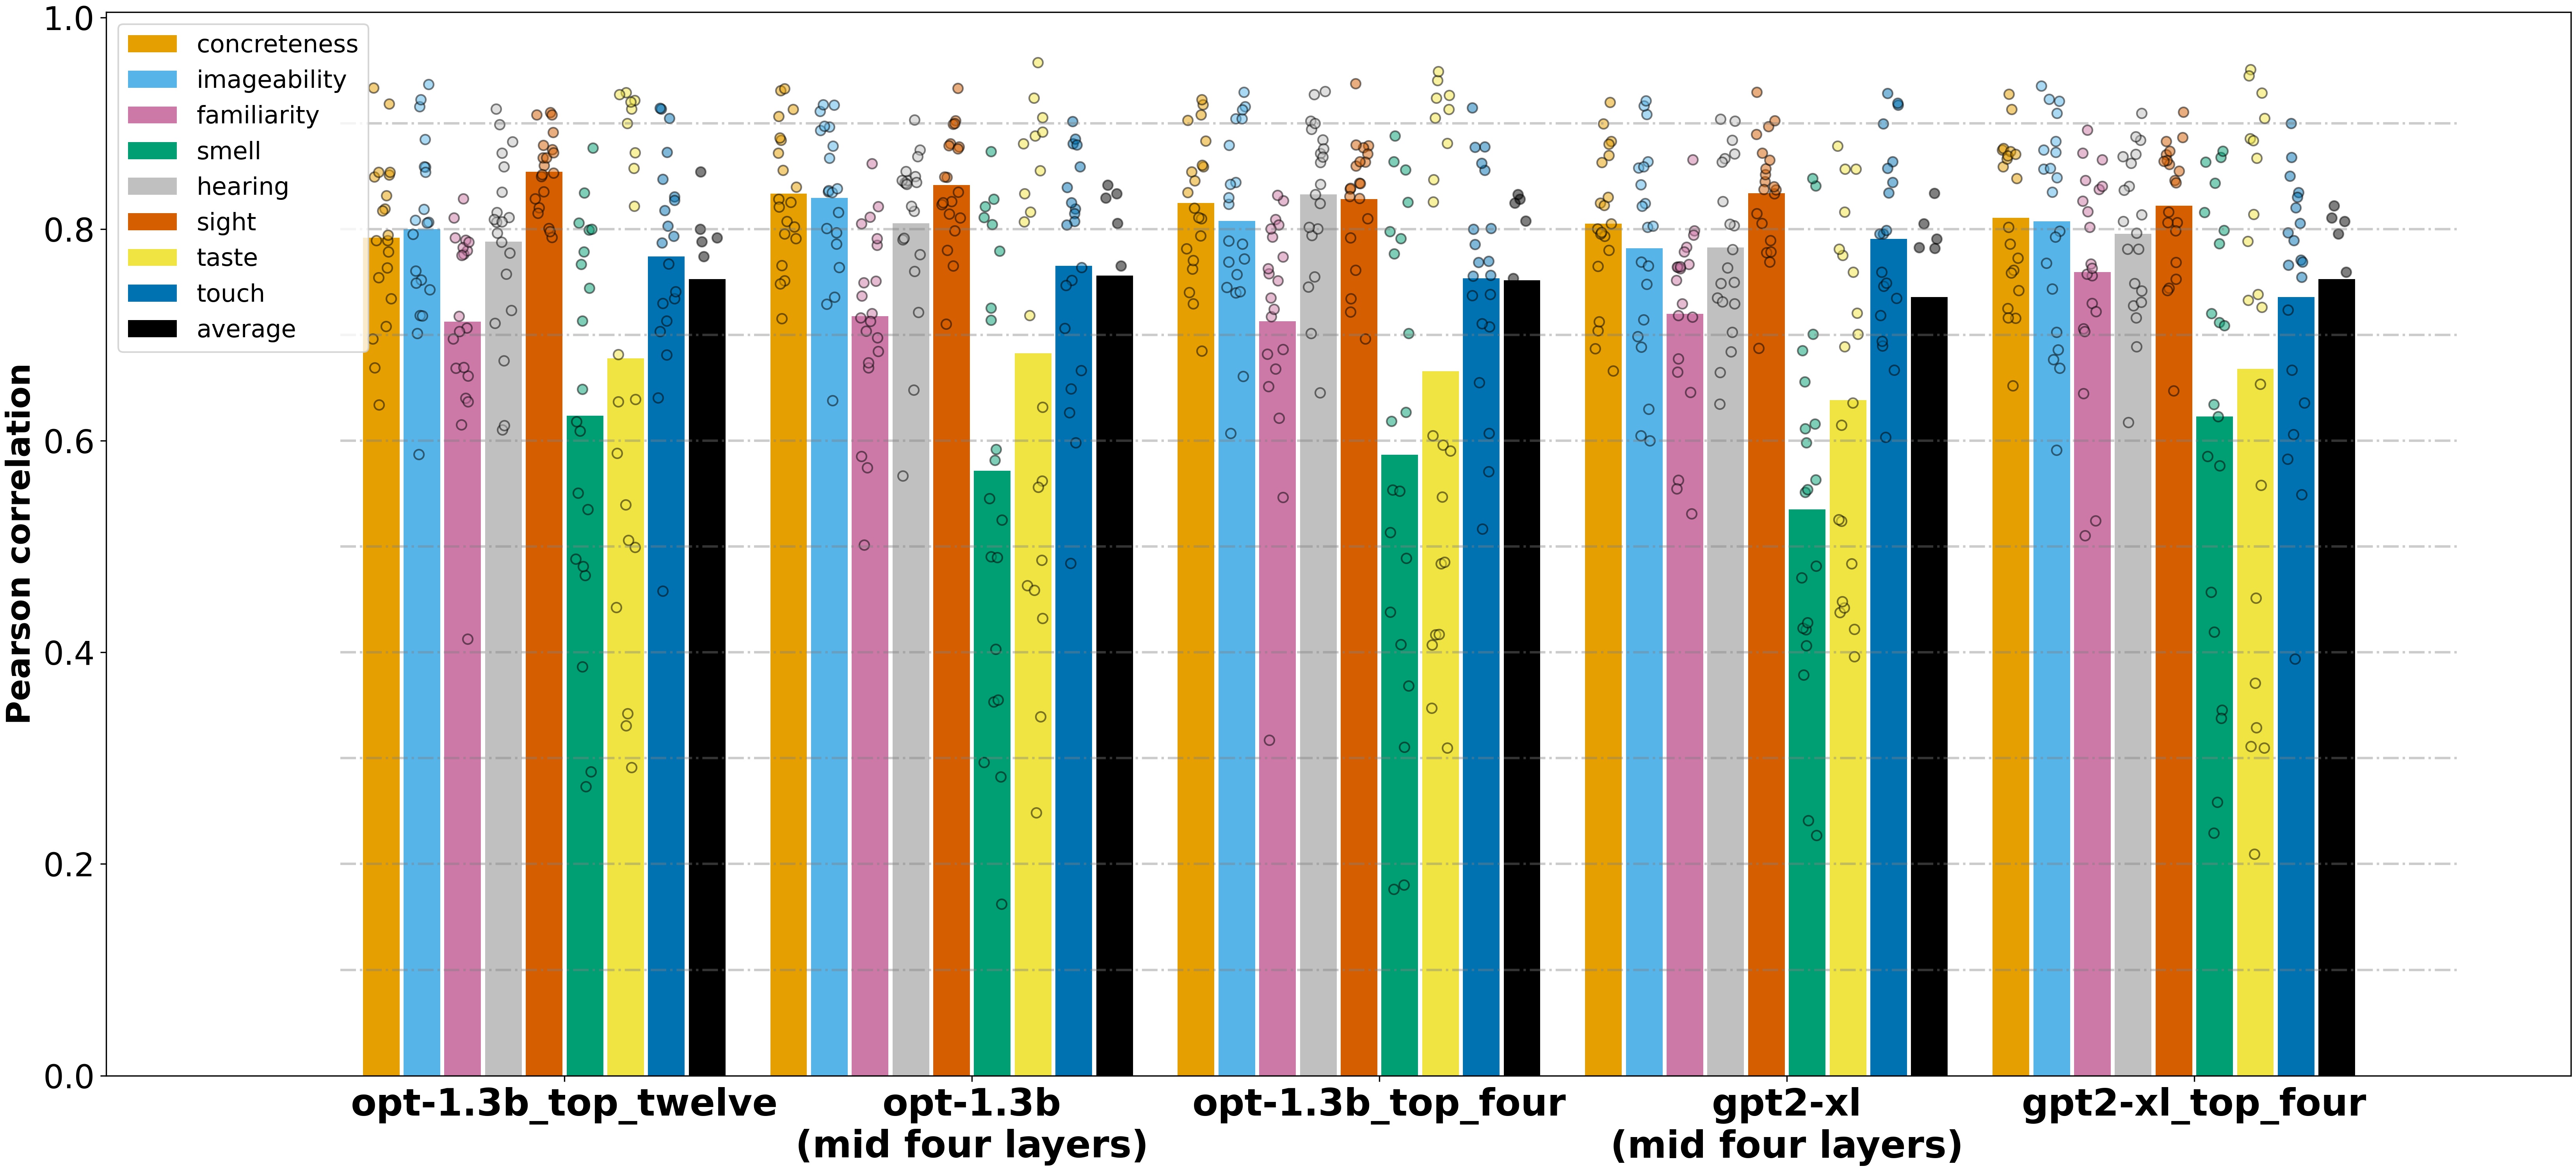 1.0
0.8
0.6
0.4
0.2
0.0
Pearson correlation
concreteness
imageability
familiarity
smell
hearing
sight
taste
touch
average
opt-1.3b_top_twelve
opt-1.3b
(mid four layers)
opt-1.3b_top_four
gpt2-xl
(mid four layers)
gpt2-xl_top_four